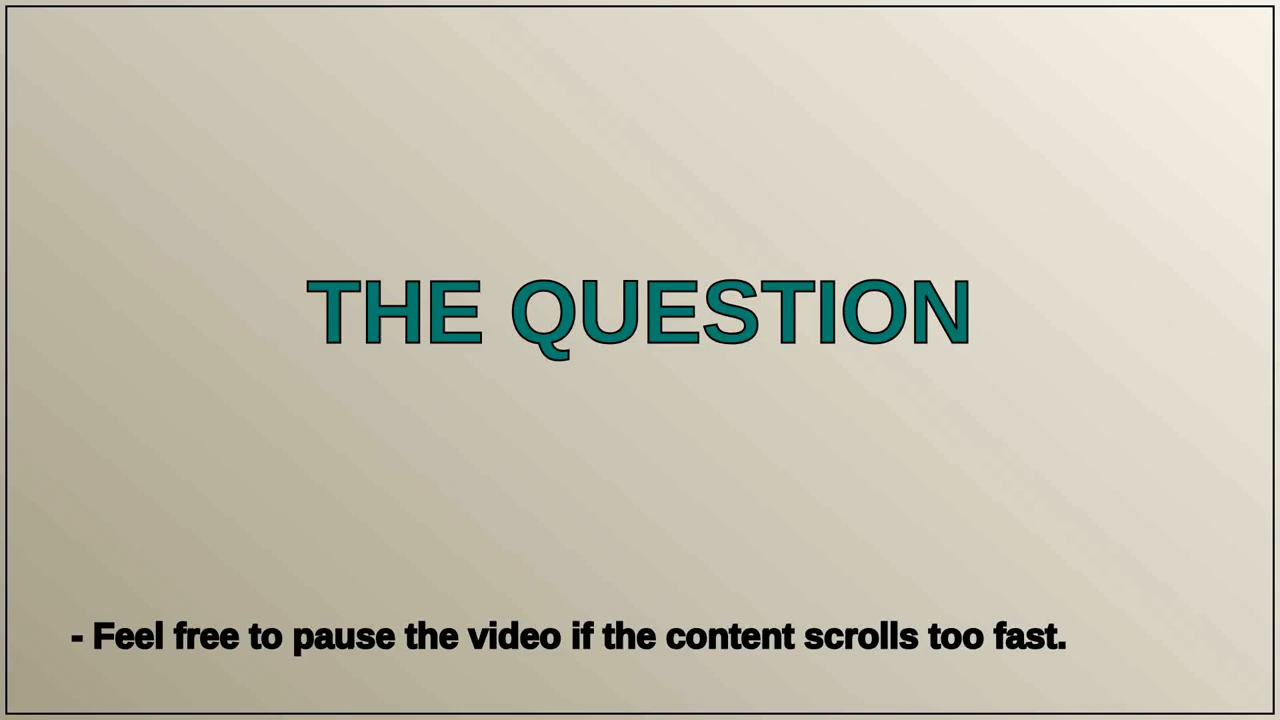 THE QUESTION
- Feel free to pause the video if the content scrolls too fast.